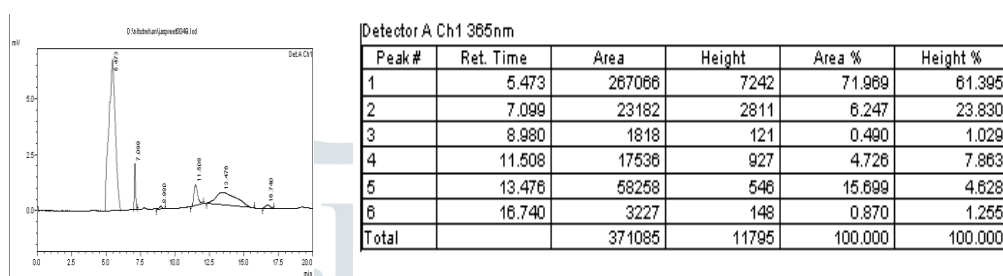 D:\nitbrehan\jaspreet0049.lcd
mV
Det.A Ch1
5.473
7.099
8.980
11.508
13.476
16.740
5.0
2.5
0.0
0.0 2.5 5.0 7.5 10.0 12.5 15.0 17.5 20.0
min
Detector A Ch1 365nm
Peak# Ret. Time Area Height Area % Height %
1 5.473 267066 7242 71.969 61.395
2 7.099 23182 2811 6.247 23.830
3 8.980 1818 121 0.490 1.029
4 11.508 17536 927 4.726 7.863
5 13.476 58258 546 15.699 4.628
6 16.740 3227 148 0.870 1.255
Total 371085 11795 100.000 100.000